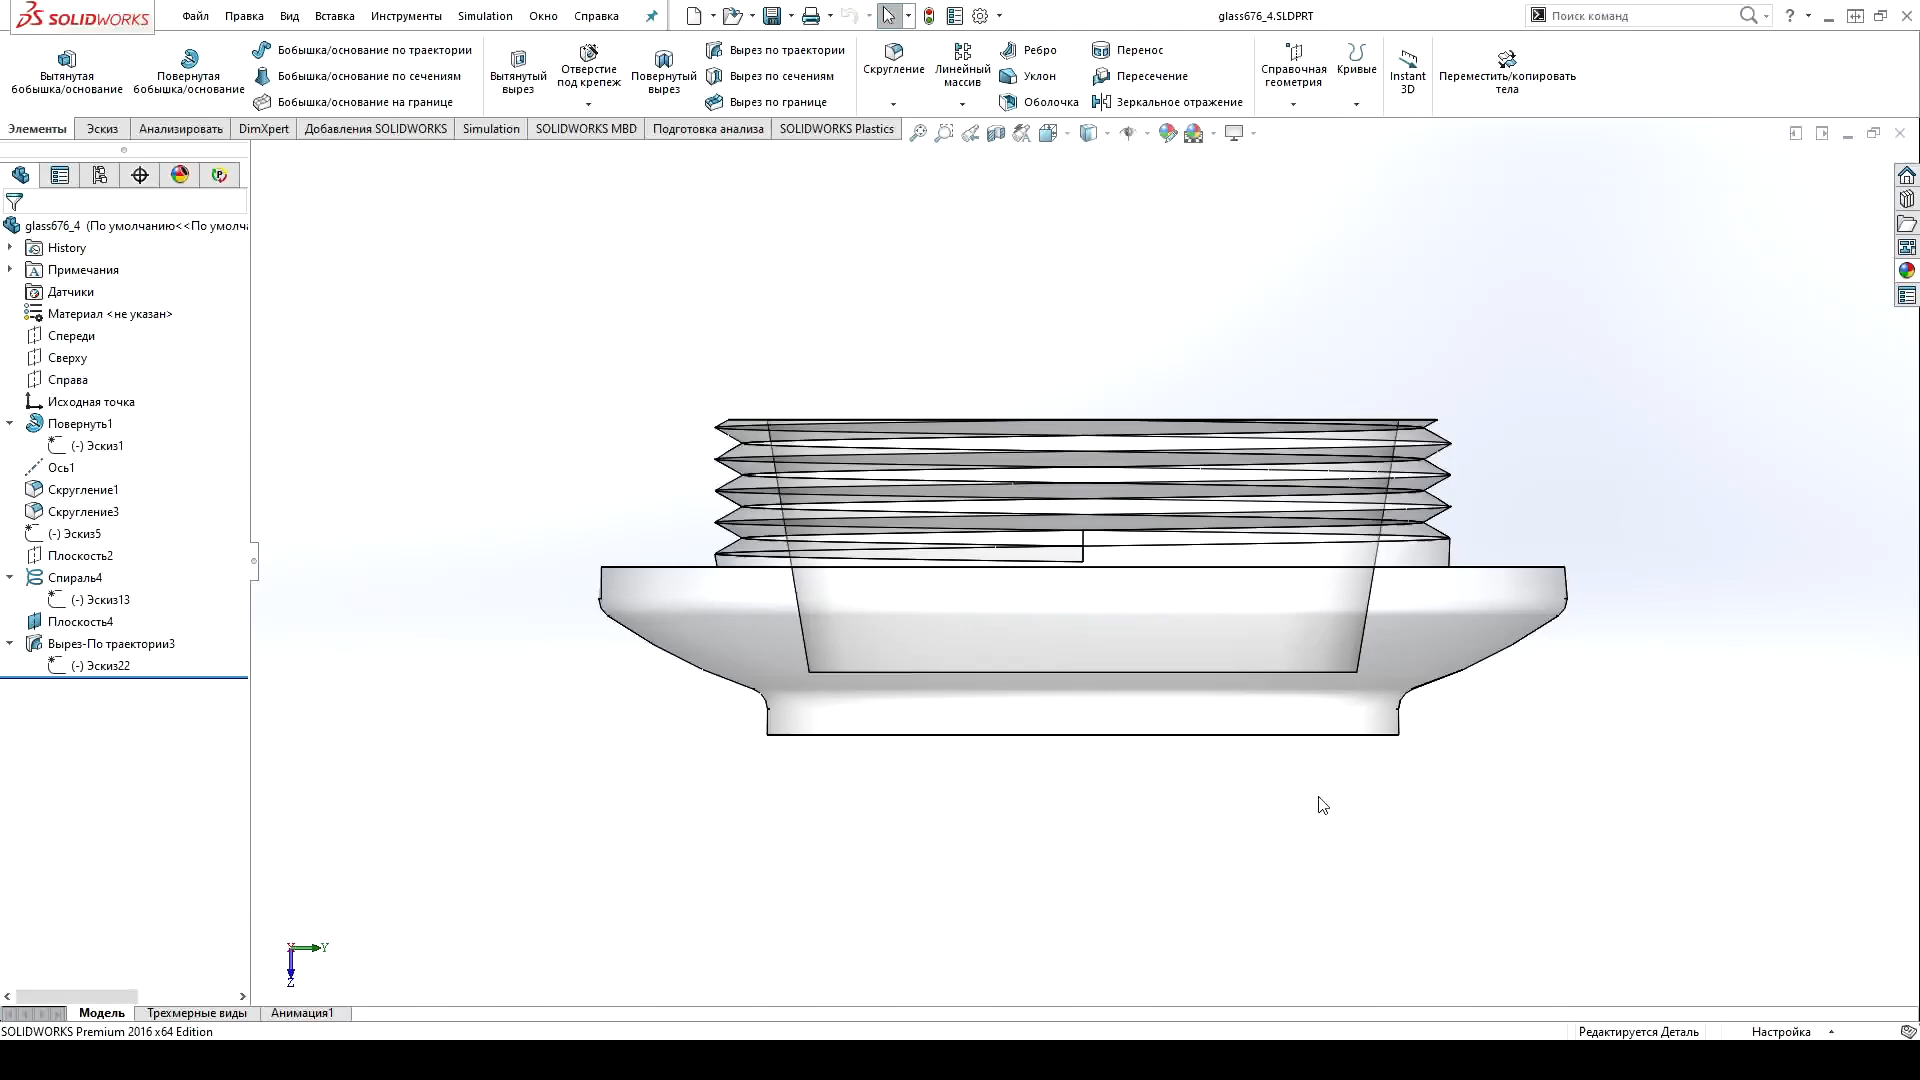 SOLIDWORKS
Файл Правка Вид Вставка Инструменты Simulation Окно Справка
glass676_4.SLDPRT
Поиск команд
Вытянутая
бобышка/основание
Повернутая
бобышка/основание
Бобышка/основание по траектории
Бобышка/основание по сечениям
Бобышка/основание на границе
Вытянутый
вырез
Отверстие
под крепеж
Повернутый
вырез
Вырез по траектории
Вырез по сечениям
Вырез по границе
Скругление
Линейный
массив
Ребро
Уклон
Оболочка
Перенос
Пересечение
Зеркальное отражение
Справочная
геометрия
Кривые
Instant
3D
Переместить/копировать
тела
Элементы Эскиз Анализировать DimXpert Добавления SOLIDWORKS Simulation SOLIDWORKS MBD Подготовка анализа SOLIDWORKS Plastics
glass676_4 (По умолчанию<<По умолч
History
Примечания
Датчики
Материал <не указан>
Спереди
Сверху
Справа
Исходная точка
Повернуть1
(-) Эскиз1
Ось1
Скругление1
Скругление3
(-) Эскиз5
Плоскость2
Спираль4
(-) Эскиз13
Плоскость4
Вырез-По траектории3
(-) Эскиз22
Y
Z
Модель Трехмерные виды Анимация1
SOLIDWORKS Premium 2016 x64 Edition
Редактируется Деталь Настройка